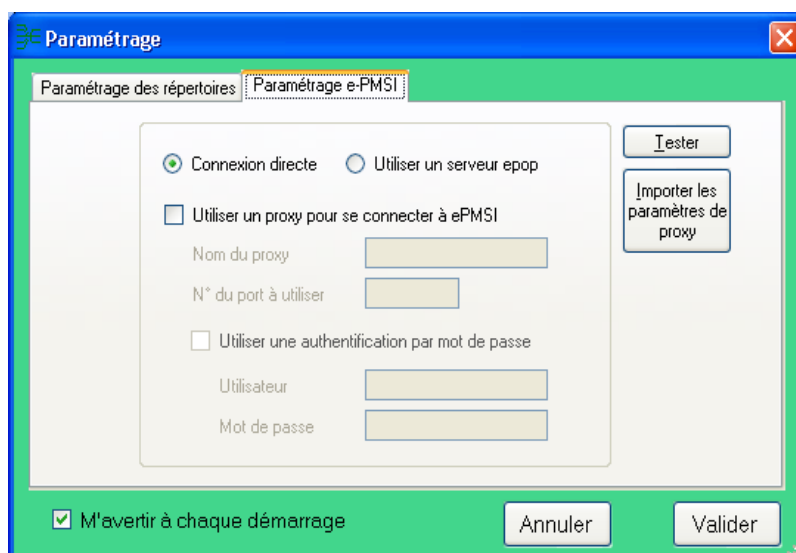 Paramétrage
Paramétrage des répertoires
Paramétrage e-PMSI
Connexion directe
Utiliser un serveur epop
Tester
Importer les
paramètres de
proxy
Utiliser un proxy pour se connecter à ePMSI
Nom du proxy
N° du port à utiliser
Utiliser une authentification par mot de passe
Utilisateur
Mot de passe
M'avertir à chaque démarrage
Annuler
Valider